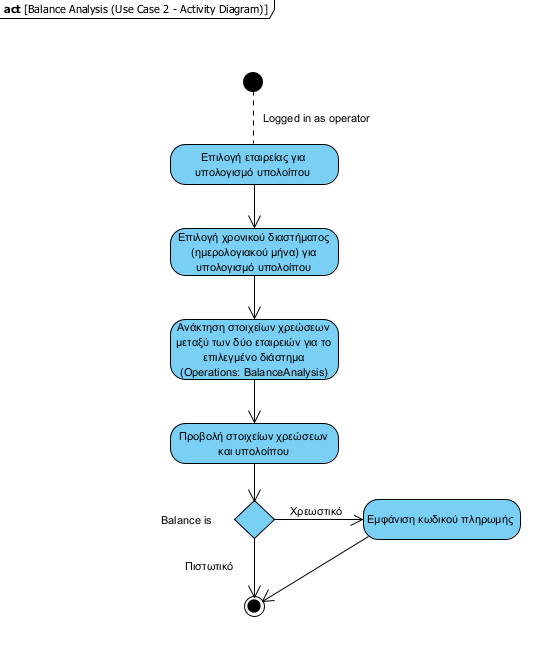 act [Balance Analysis (Use Case 2 - Activity Diagram)]
Logged in as operator
Επιλογή εταιρείας για
υπολογισμό υπολοίπου
Επιλογή χρονικού διαστήματος
(ημερολογιακού μήνα) για
υπολογισμό υπολοίπου
Ανάκτηση στοιχείων χρεώσεων
μεταξύ των δύο εταιρειών για το
επιλεγμένο διάστημα
(Operations: BalanceAnalysis)
Προβολή στοιχείων χρεώσεων
και υπολοίπου
Balance is
Χρεωστικό
Εμφάνιση κωδικού πληρωμής
Πιστωτικό